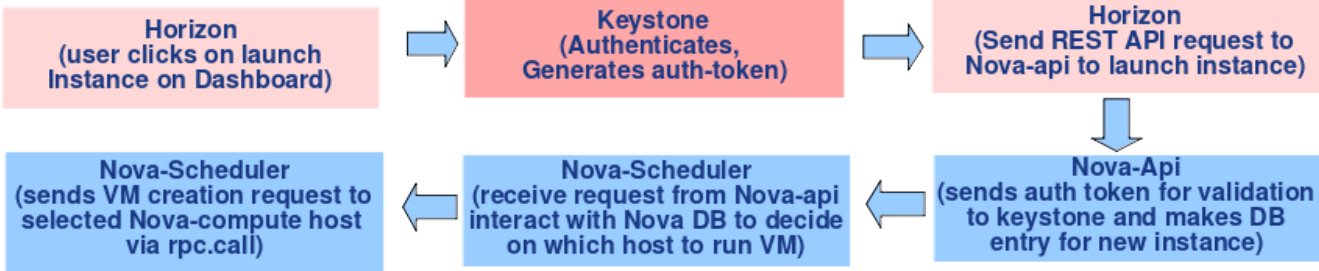 Horizon
(user clicks on launch
Instance on Dashboard)
Keystone
(Authenticates,
Generates auth-token)
Horizon
(Send REST API request to
Nova-api to launch instance)
Nova-Api
(sends auth token for validation
to keystone and makes DB
entry for new instance)
Nova-Scheduler
(receive request from Nova-api
interact with Nova DB to decide
on which host to run VM)
Nova-Scheduler
(sends VM creation request to
selected Nova-compute host
via rpc.call)